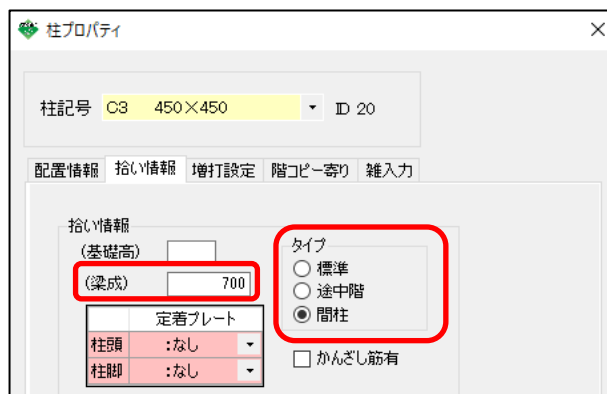 柱プロパティ
柱記号 C3 450×450 ID 20
配置情報 拾い情報 増打設定 階コピー寄り 雑入力
拾い情報
(基礎高)
(梁成) 700
定着プレート
柱頭 :なし
柱脚 :なし
タイプ
標準
途中階
間柱
かんざし筋有